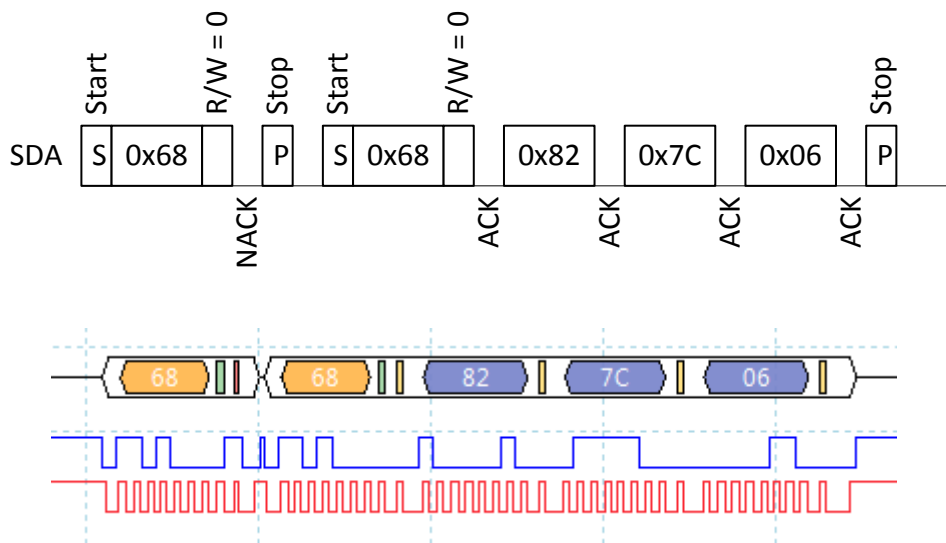 Start
R/W = 0
Stop
Start
R/W = 0
Stop
SDA
S 0x68 P S 0x68 0x82 0x7C 0x06 P
NACK
ACK
ACK
ACK
ACK
68 68 82 7C 06